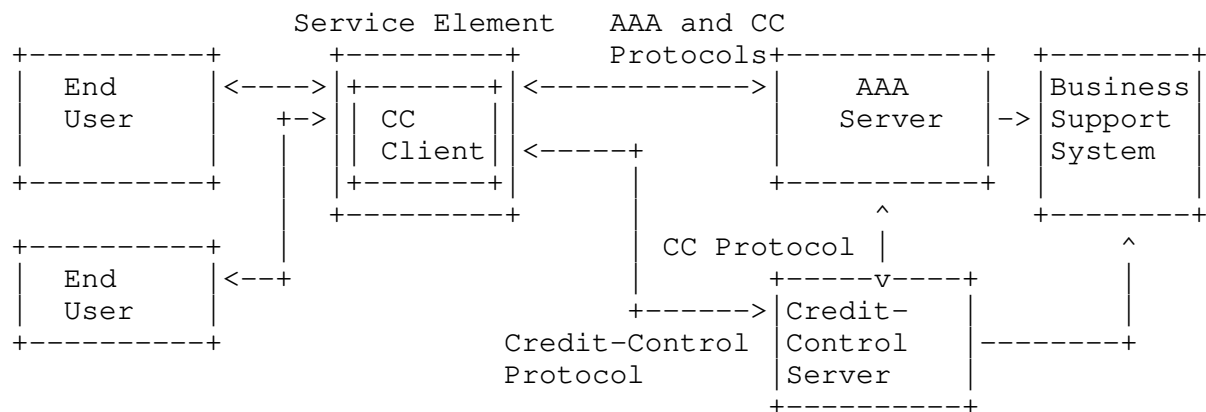 Service Element   AAA and CC
Protocols
End   AAA   Business
User   CC   Server   Support
Client   System
CC Protocol
End
User   Credit-
Credit-Control   Control
Protocol   Server